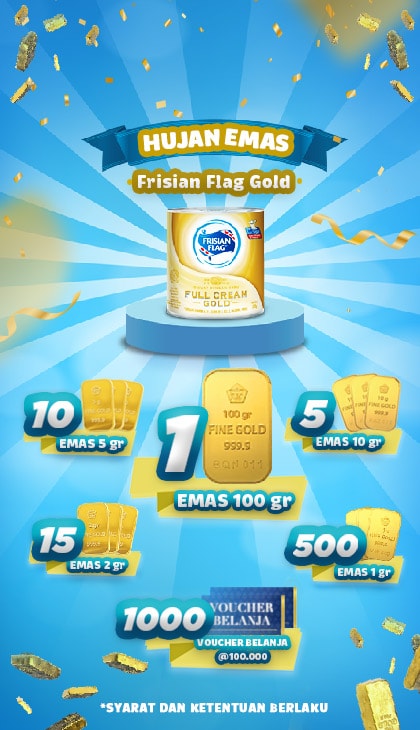 HUJAN EMAS
Frisian Flag Gold
FRISIAN
FLAG
FULL CREAM
GOLD
10
EMAS 5 gr
1
100 gr
FINE GOLD
999.9
EMAS 100 gr
5
EMAS 10 gr
15
EMAS 2 gr
500
EMAS 1 gr
1000
VOUCHER
BELANJA
VOUCHER BELANJA
@100.000
*SYARAT DAN KETENTUAN BERLAKU